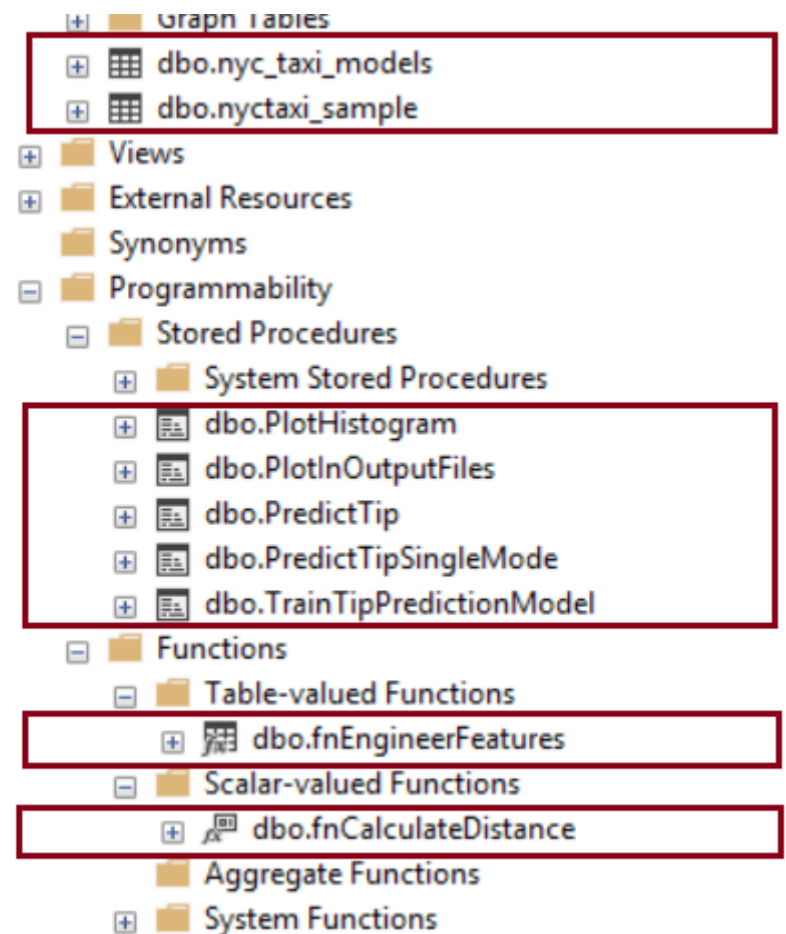 Graph Tables
dbo.nyc_taxi_models
dbo.nyctaxi_sample
Views
External Resources
Synonyms
Programmability
Stored Procedures
System Stored Procedures
dbo.PlotHistogram
dbo.PlotInOutputFiles
dbo.PredictTip
dbo.PredictTipSingleMode
dbo.TrainTipPredictionModel
Functions
Table-valued Functions
dbo.fnEngineerFeatures
Scalar-valued Functions
dbo.fnCalculateDistance
Aggregate Functions
System Functions